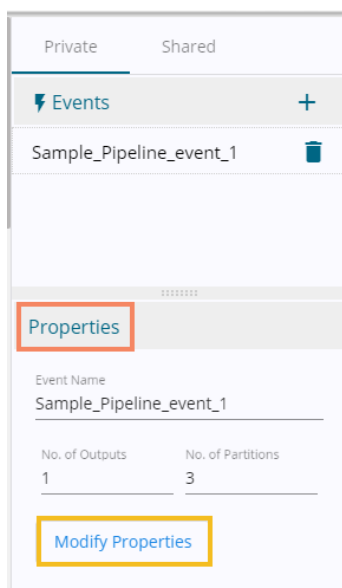 Private Shared
Events +
Sample_Pipeline_event_1
Properties
Event Name
Sample_Pipeline_event_1
No. of Outputs No. of Partitions
1 3
Modify Properties